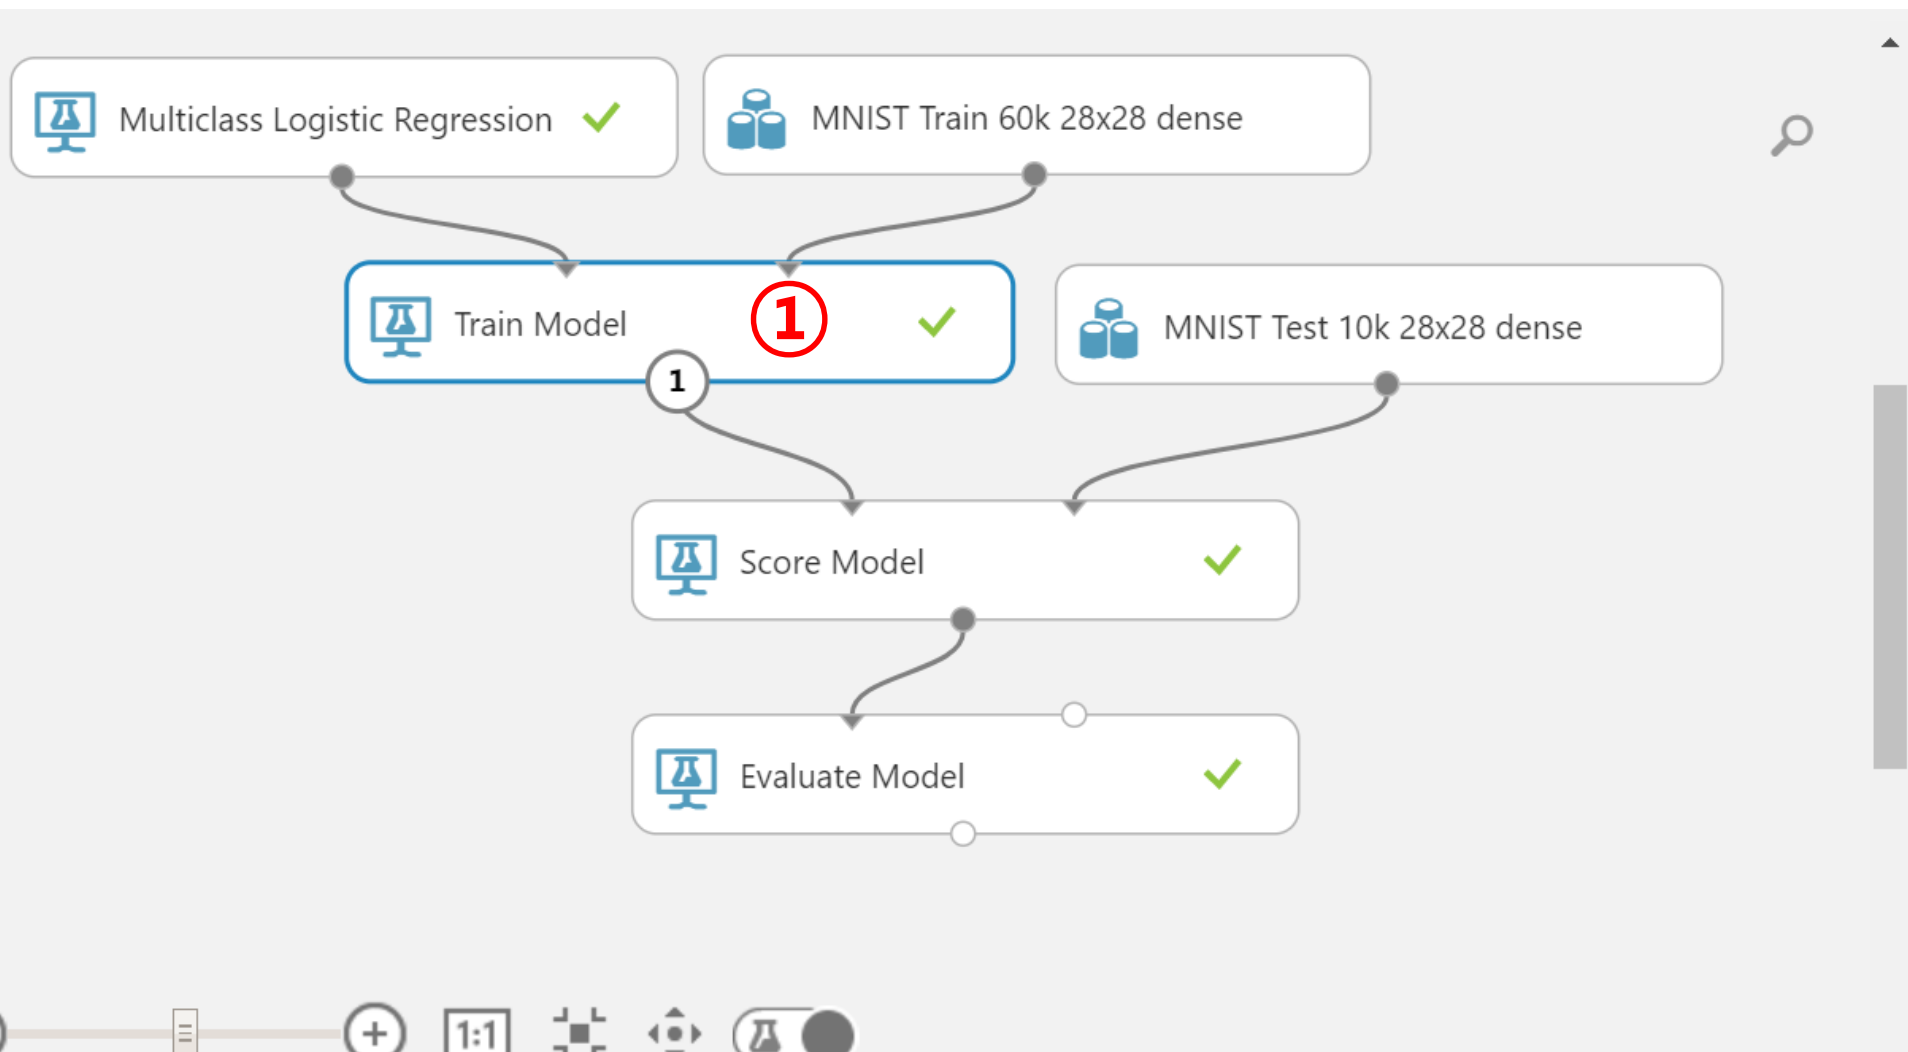 Multiclass Logistic Regression
MNIST Train 60k 28x28 dense
Train Model
①
MNIST Test 10k 28x28 dense
1
Score Model
Evaluate Model
1:1